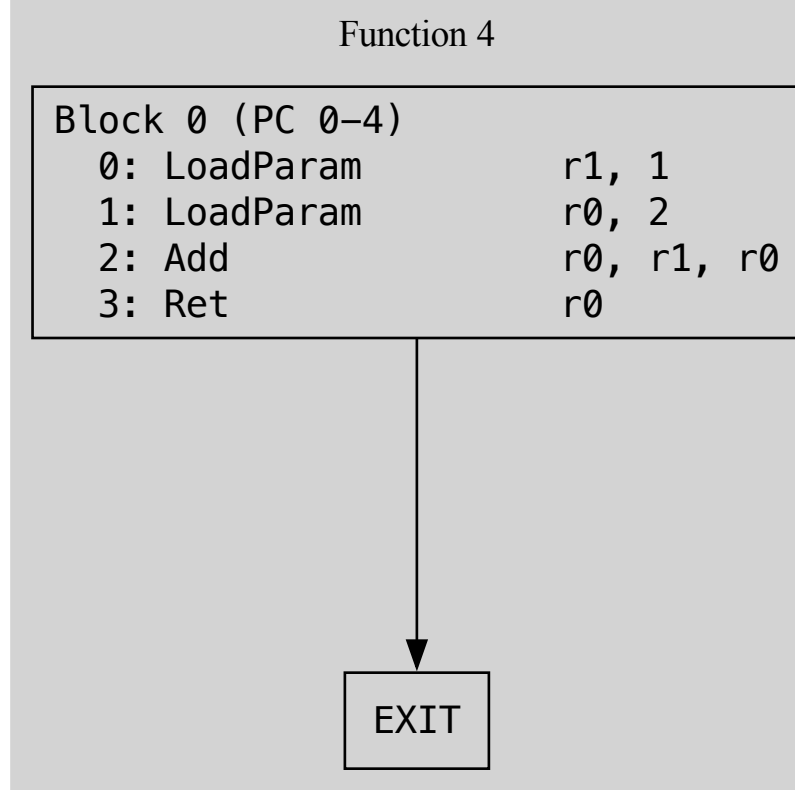 Function 4
Block 0 (PC 0–4)
0: LoadParam r1, 1
1: LoadParam r0, 2
2: Add r0, r1, r0
3: Ret r0
EXIT